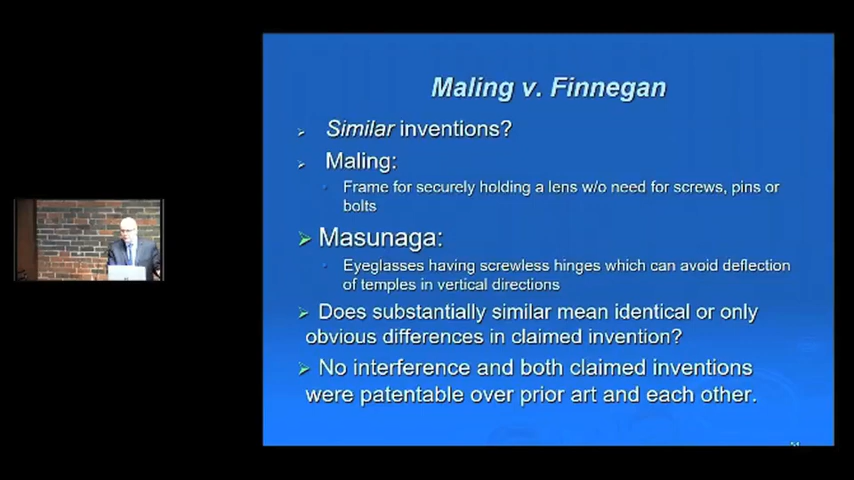 Maling v. Finnegan
Similar inventions?
Maling:
Frame for securely holding a lens w/o need for screws, pins or
bolts
Masunaga:
Eyeglasses having screwless hinges which can avoid deflection
of temples in vertical directions
Does substantially similar mean identical or only
obvious differences in claimed invention?
No interference and both claimed inventions
were patentable over prior art and each other.